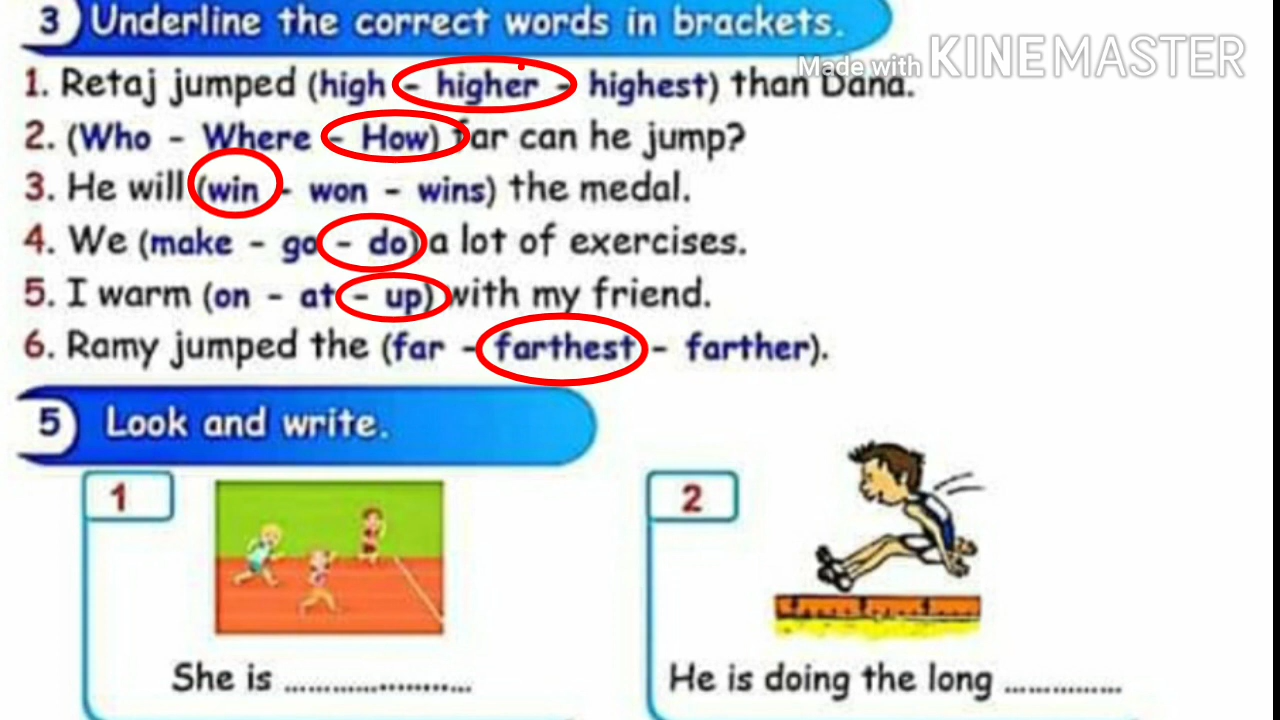 3 Underline the correct words in brackets.
Made with KINEMASTER
1. Retaj jumped (high - higher - highest) than Dana.
2. (Who - Where - How) far can he jump?
3. He will (win - won - wins) the medal.
4. We (make - go - do) a lot of exercises.
5. I warm (on - at - up) with my friend.
6. Ramy jumped the (far - farthest - farther).
5 Look and write.
1
2
She is ........................
He is doing the long ...............